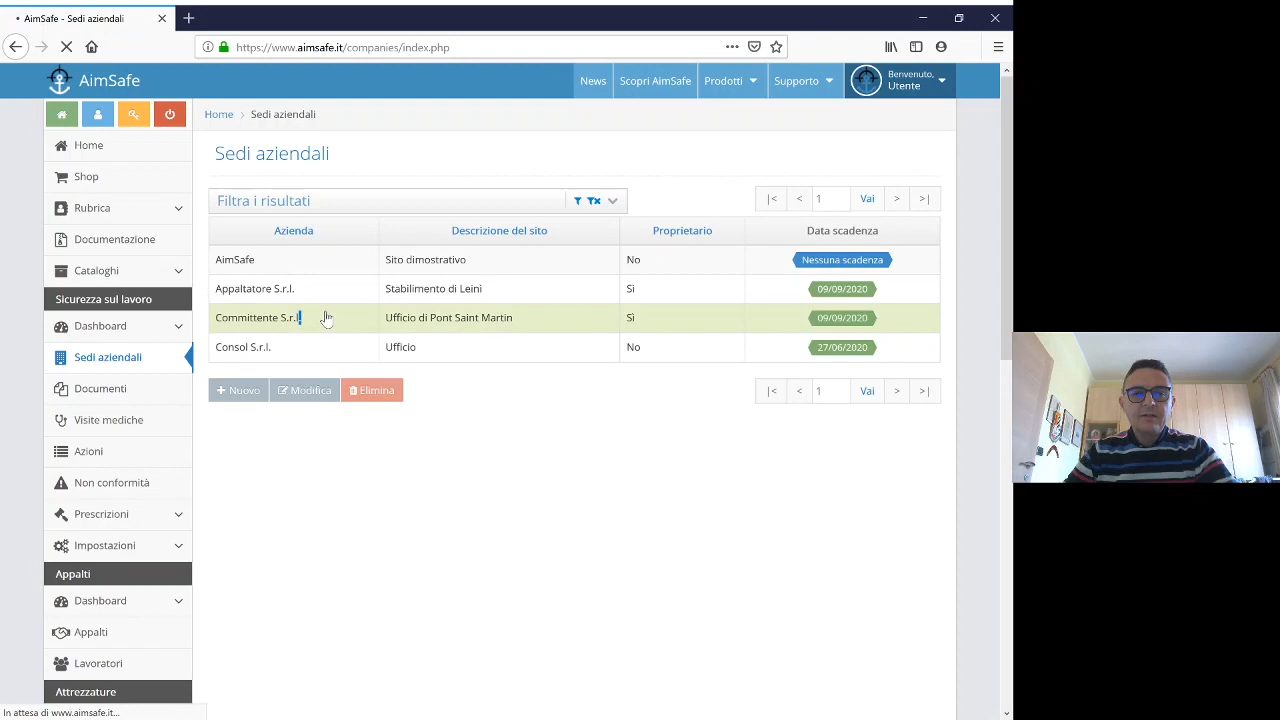 AimSafe - Sedi aziendali
https://www.aimsafe.it/companies/index.php
AimSafe
News
Scopri AimSafe
Prodotti
Supporto
Benvenuto,
Utente
Home
Shop
Rubrica
Documentazione
Cataloghi
Sicurezza sul lavoro
Dashboard
Sedi aziendali
Documenti
Visite mediche
Azioni
Non conformità
Prescrizioni
Impostazioni
Appalti
Dashboard
Appalti
Lavoratori
Attrezzature
Home > Sedi aziendali
Sedi aziendali
Filtra i risultati
|< < 1 Vai > >|
Azienda Descrizione del sito Proprietario Data scadenza
AimSafe Sito dimostrativo No Nessuna scadenza
Appaltatore S.r.l. Stabilimento di Leinì Sì 09/09/2020
Committente S.r.l. Ufficio di Pont Saint Martin Sì 09/09/2020
Consol S.r.l. Ufficio No 27/06/2020
+ Nuovo Modifica Elimina
|< < 1 Vai > >|
In attesa di www.aimsafe.it...